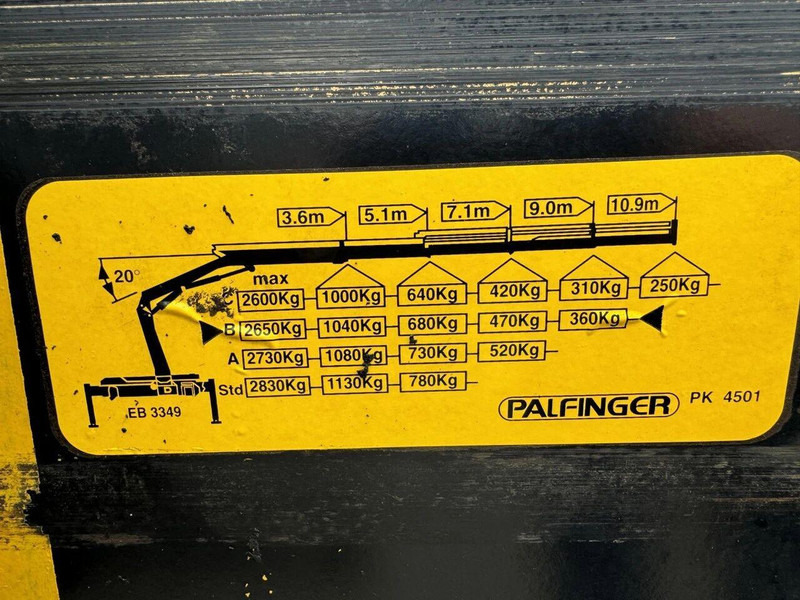 3.6m 5.1m 7.1m 9.0m 10.9m
20°
max
C 2600Kg 1000Kg 640Kg 420Kg 310Kg 250Kg
B 2650Kg 1040Kg 680Kg 470Kg 360Kg
A 2730Kg 1080Kg 730Kg 520Kg
Std 2830Kg 1130Kg 780Kg
EB 3349
PALFINGER PK 4501